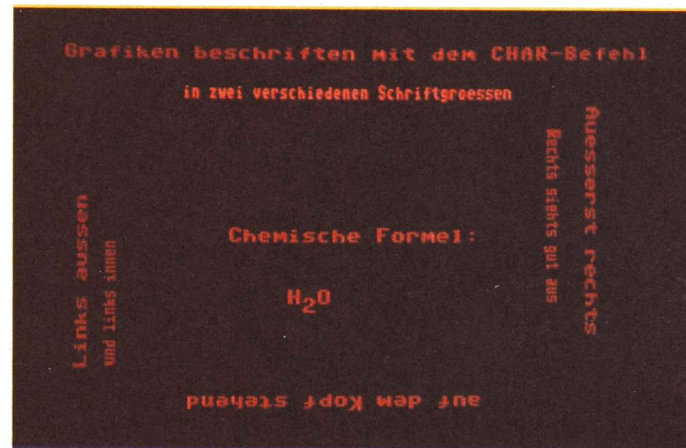 Grafiken beschriften mit dem CHAR-Befehl
in zwei verschiedenen Schriftgroessen
Links aussen
und links innen
Chemische Formel:
H₂O
Rechts siehts gut aus
Aeusserst rechts
auf dem Kopf stehend